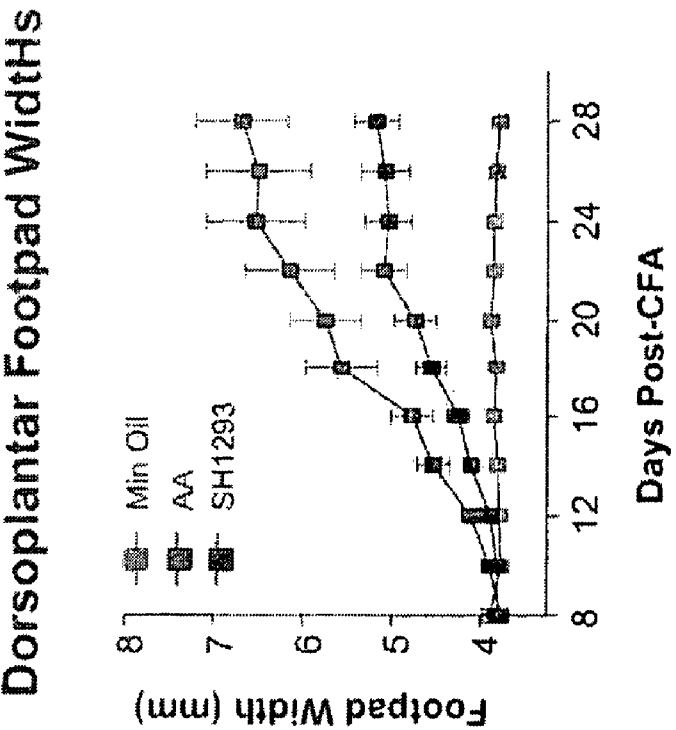 Dorsoplantar Footpad WidtHs
Min Oil
AA
SH1293
Footpad Width (mm)
8
7
6
5
4
8 12 16 20 24 28
Days Post-CFA